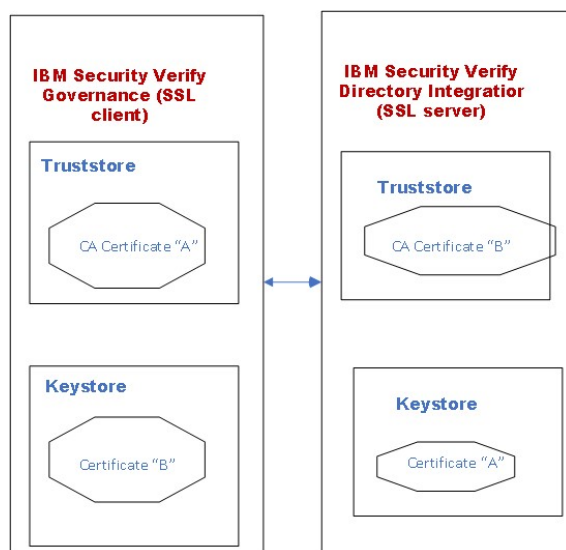 IBM Security Verify
Governance (SSL
client)
Truststore
CA Certificate “A”
Keystore
Certificate “B”
IBM Security Verify
Directory Integratior
(SSL server)
Truststore
CA Certificate “B”
Keystore
Certificate “A”